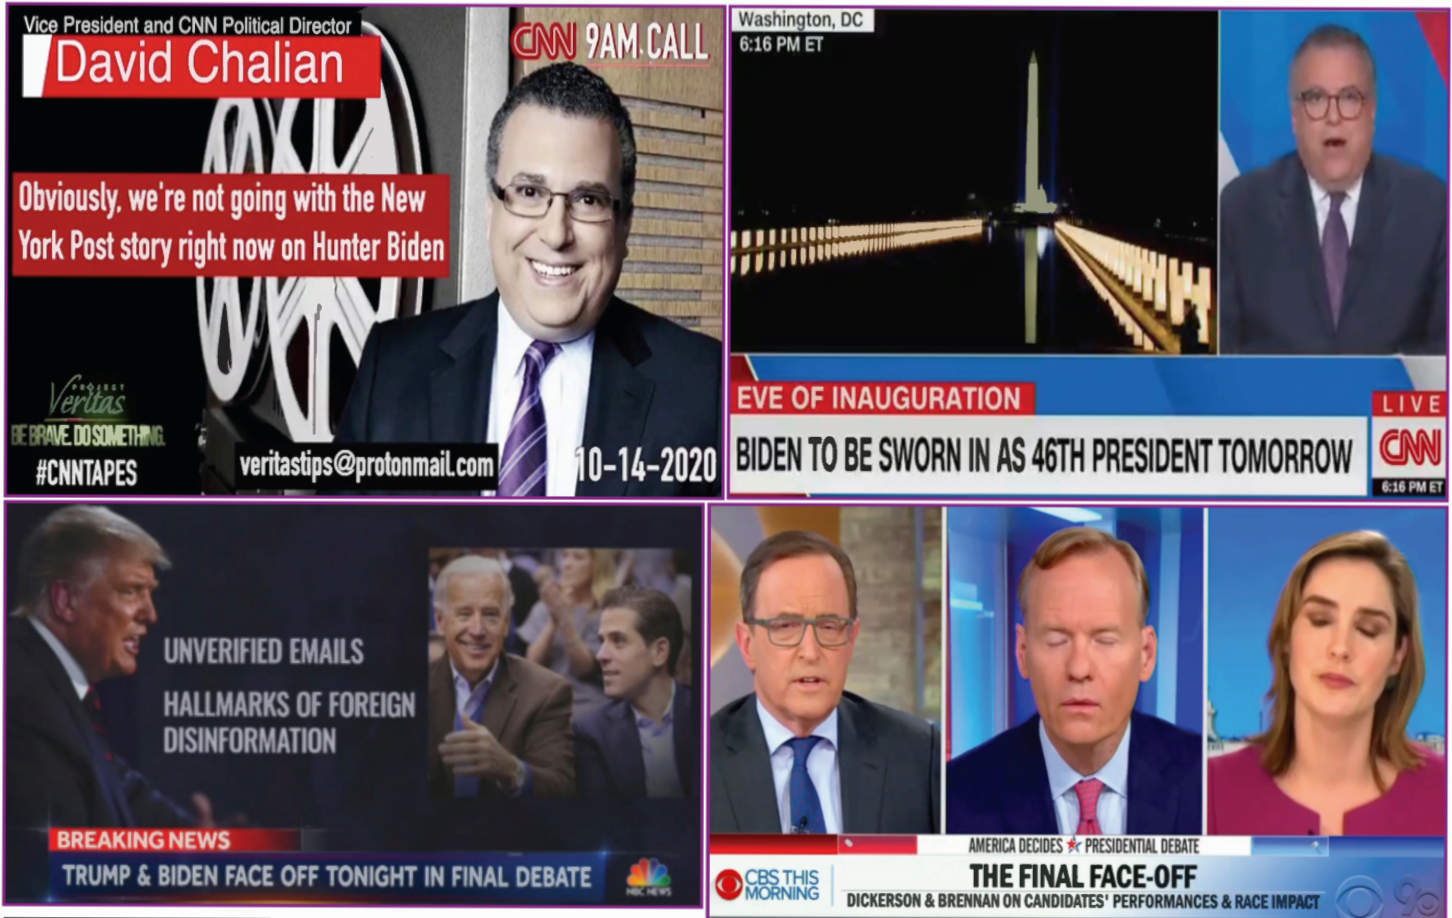 Vice President and CNN Political Director
David Chalian
CNN 9AM CALL
Obviously, we're not going with the New
York Post story right now on Hunter Biden
PROJECT
Veritas
BE BRAVE. DO SOMETHING.
#CNNTAPES
veritastips@protonmail.com
10-14-2020
Washington, DC
6:16 PM ET
EVE OF INAUGURATION
BIDEN TO BE SWORN IN AS 46TH PRESIDENT TOMORROW
LIVE
CNN
6:16 PM ET
UNVERIFIED EMAILS
HALLMARKS OF FOREIGN
DISINFORMATION
BREAKING NEWS
TRUMP & BIDEN FACE OFF TONIGHT IN FINAL DEBATE
NBC NEWS
AMERICA DECIDES PRESIDENTIAL DEBATE
CBS THIS
MORNING
THE FINAL FACE-OFF
DICKERSON & BRENNAN ON CANDIDATES' PERFORMANCES & RACE IMPACT